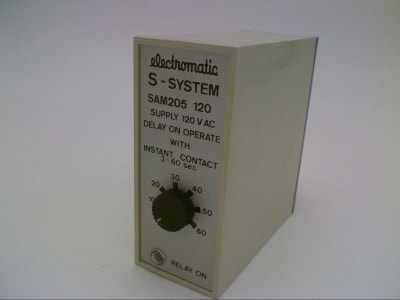 electromatic
S-SYSTEM
SAM205 120
SUPPLY 120 V AC
DELAY ON OPERATE
WITH
INSTANT CONTACT
3-60 sec
30
20 40
10 50
60
RELAY ON